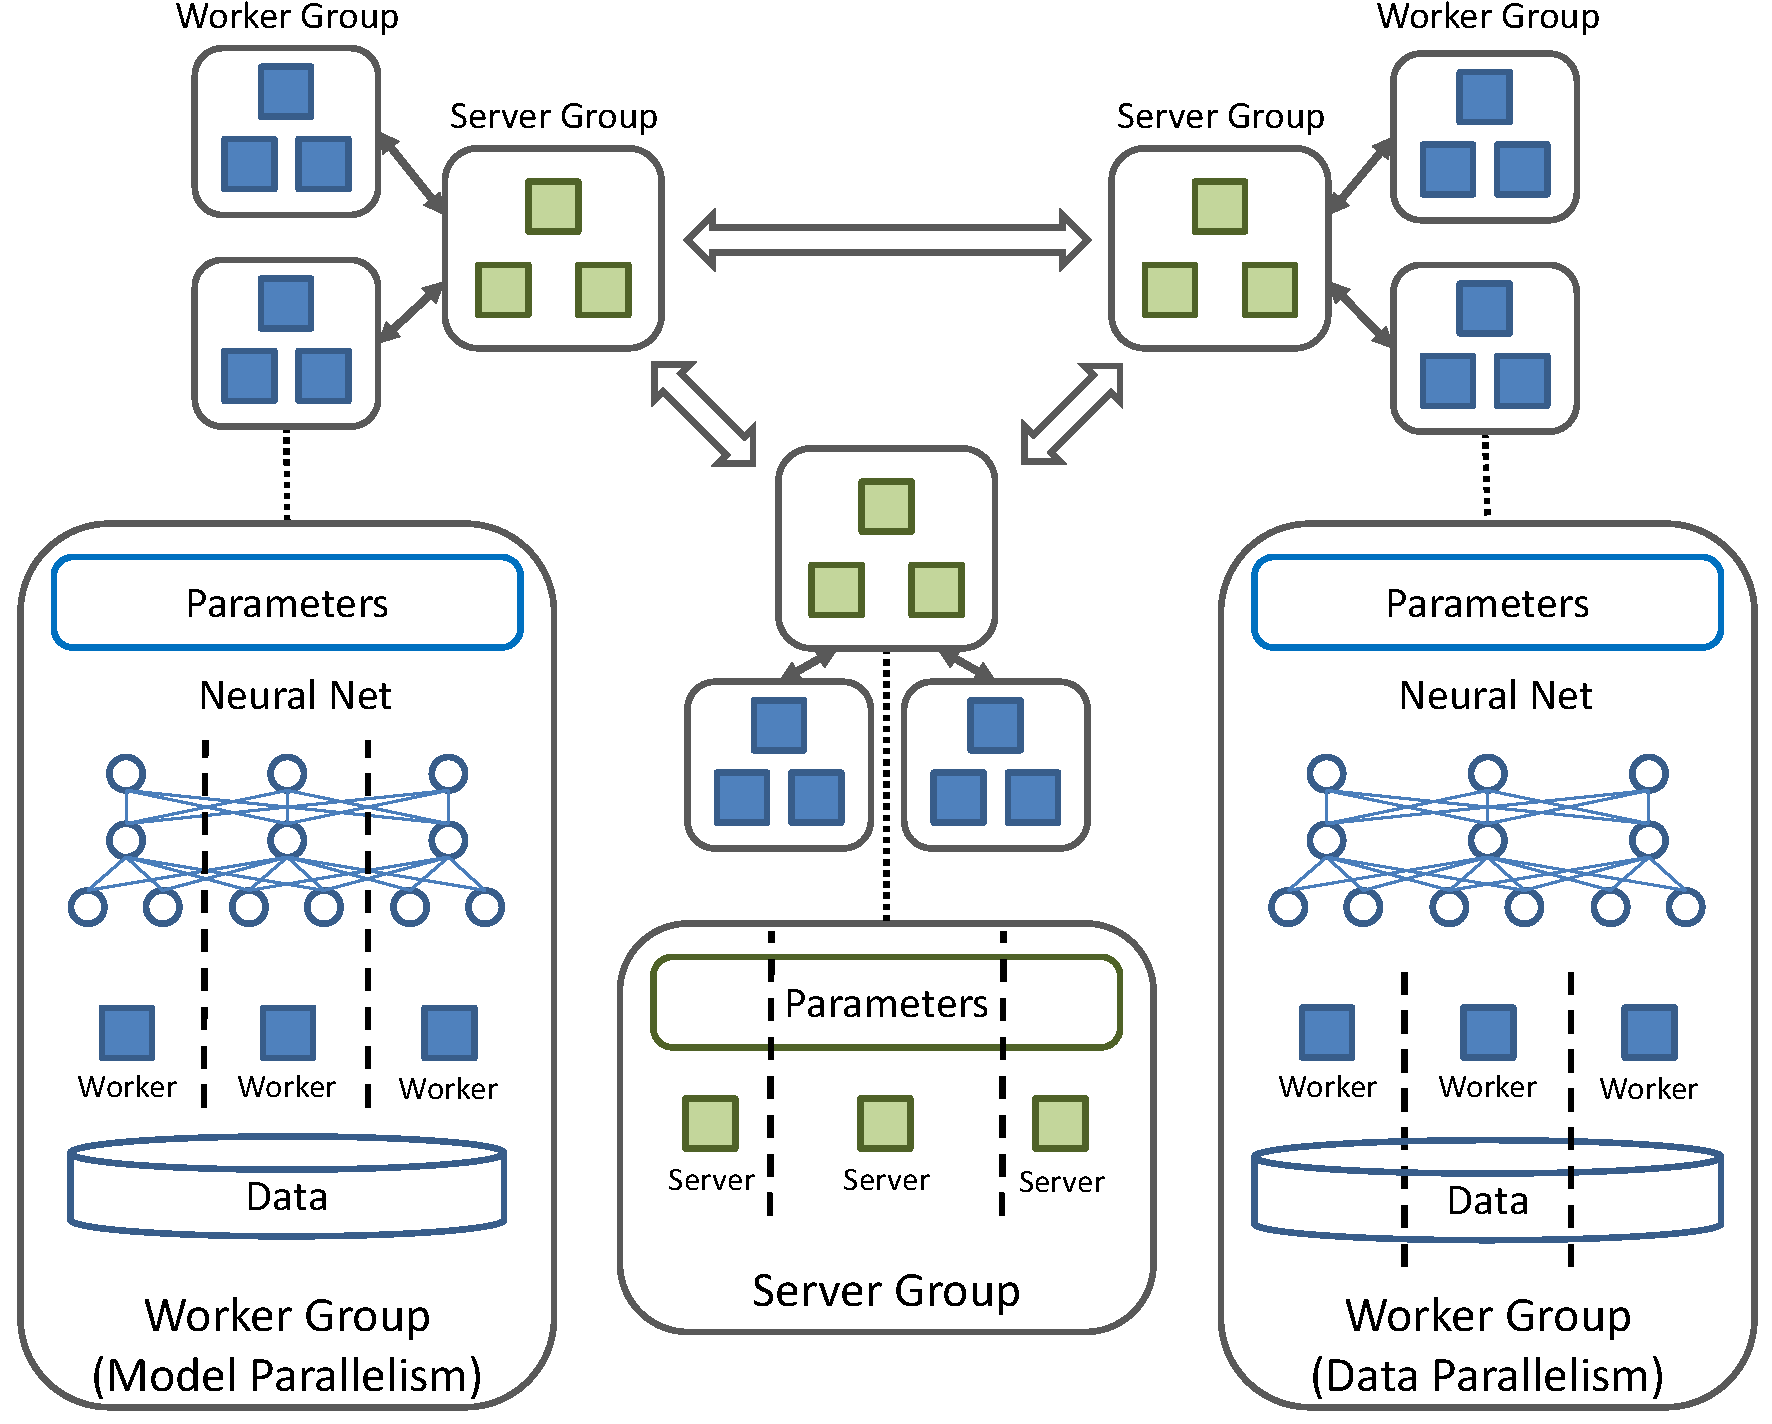 Worker Group
Worker Group
Server Group
Server Group
Parameters
Neural Net
Worker
Worker
Worker
Data
Worker Group
(Model Parallelism)
Parameters
Server
Server
Server
Server Group
Parameters
Neural Net
Worker
Worker
Worker
Data
Worker Group
(Data Parallelism)